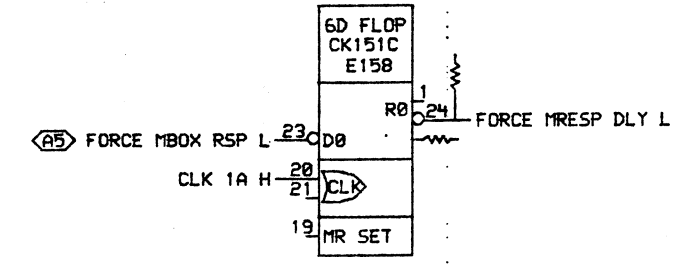 6D FLOP
CK151C
E158
1
R0 24 FORCE MRESP DLY L
A5 FORCE MBOX RSP L 23 D0
CLK 1A H 20
21 CLK
19 MR SET